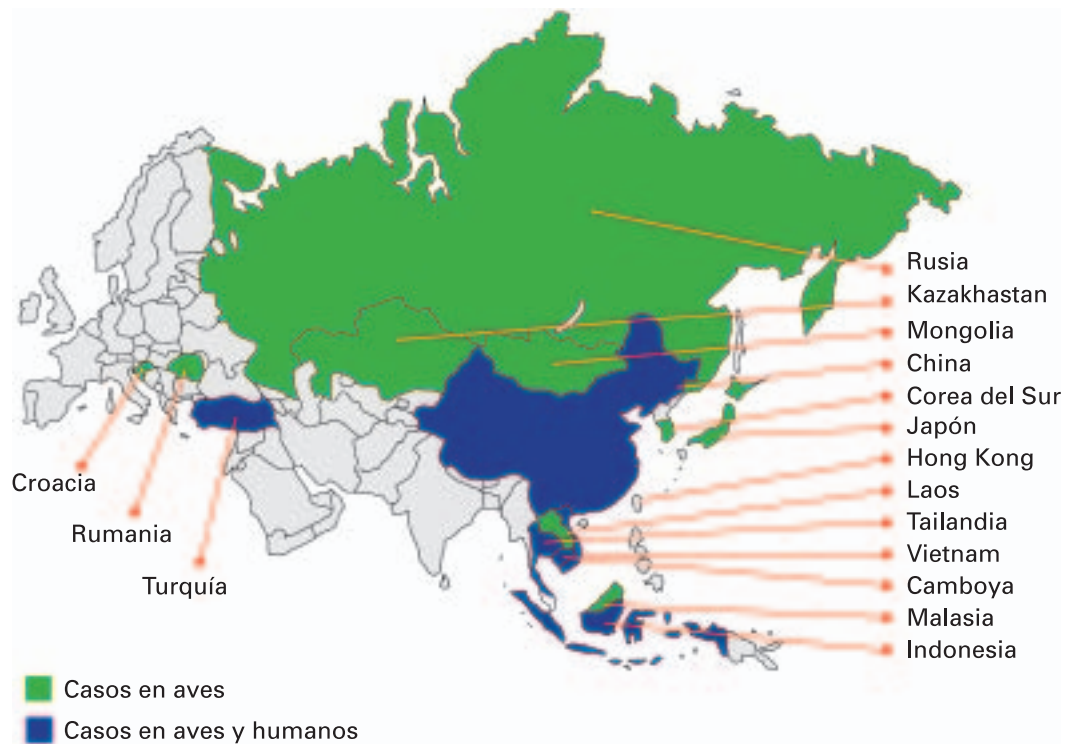 Rusia
Kazakhastan
Mongolia
China
Corea del Sur
Japón
Hong Kong
Laos
Tailandia
Vietnam
Camboya
Malasia
Indonesia
Croacia
Rumania
Turquía
Casos en aves
Casos en aves y humanos